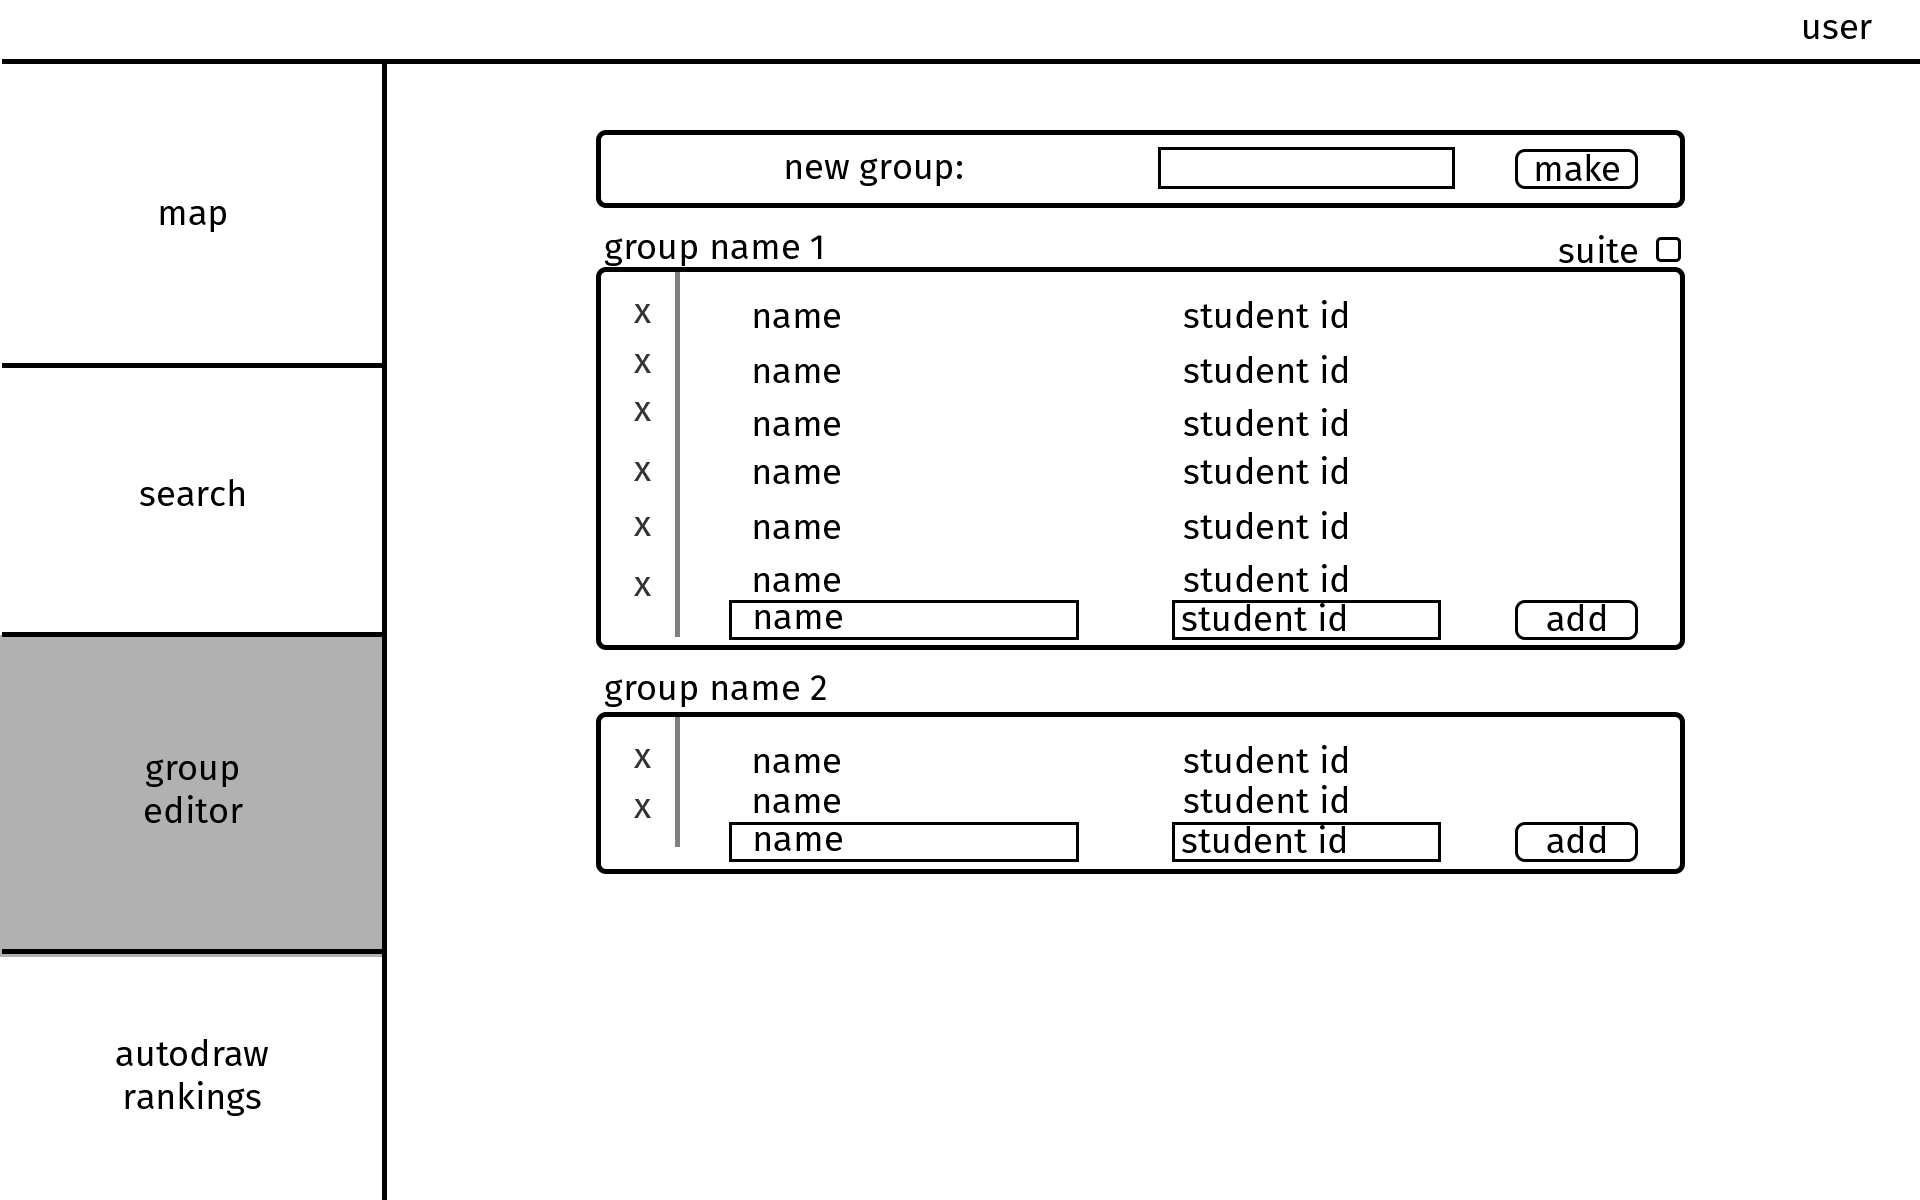 user
map
search
group
editor
autodraw
rankings
new group: make
group name 1 suite
x name student id
x name student id
x name student id
x name student id
x name student id
x name student id
name student id add
group name 2
x name student id
x name student id
name student id add